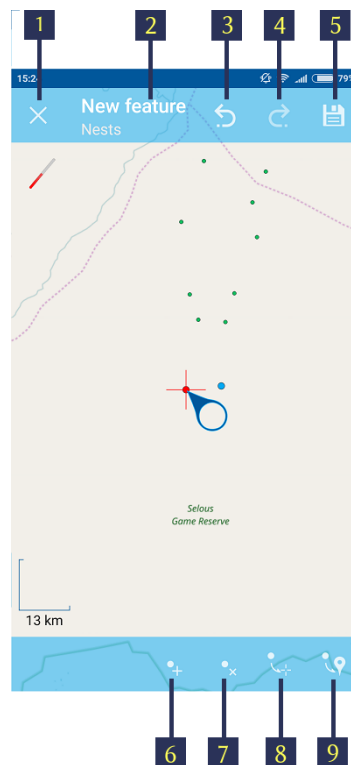 1 2 3 4 5
15:24 79%
New feature
Nests
Selous
Game Reserve
13 km
6 7 8 9